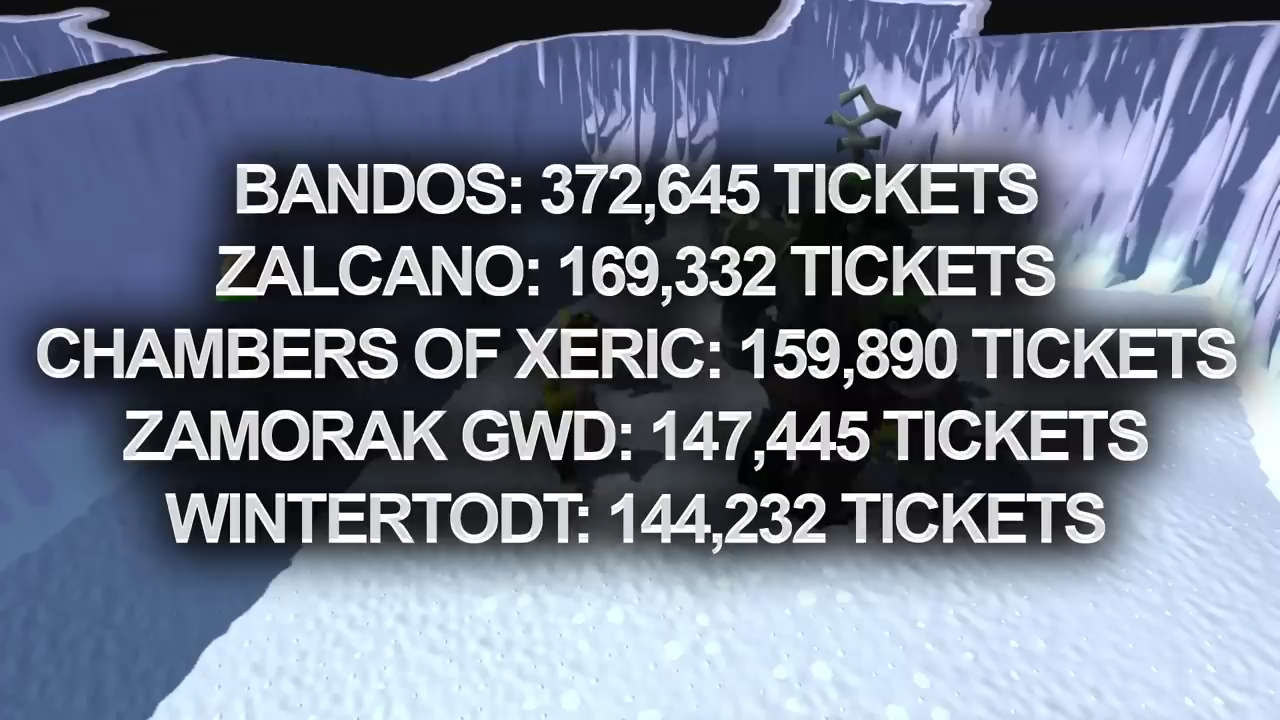 BANDOS: 372,645 TICKETS
ZALCANO: 169,332 TICKETS
CHAMBERS OF XERIC: 159,890 TICKETS
ZAMORAK GWD: 147,445 TICKETS
WINTERTODT: 144,232 TICKETS